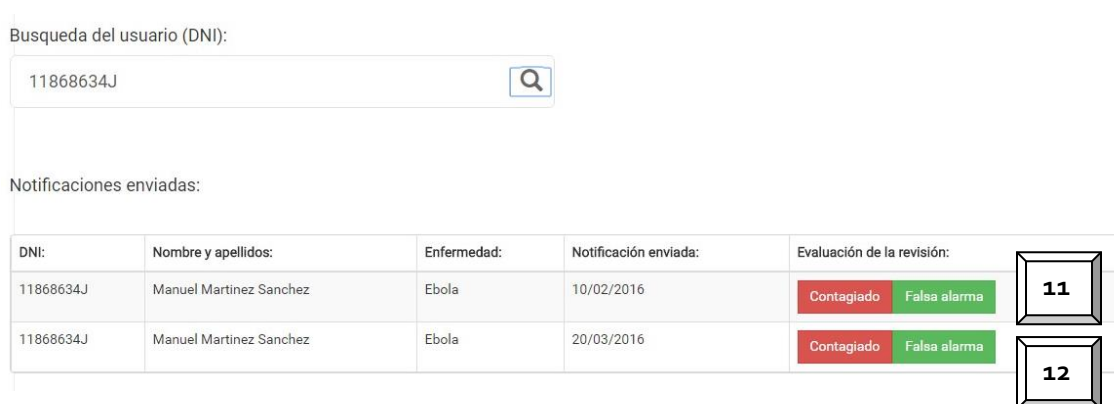 Busqueda del usuario (DNI):
11868634J
Notificaciones enviadas:
DNI: Nombre y apellidos: Enfermedad: Notificación enviada: Evaluación de la revisión:
11868634J Manuel Martinez Sanchez Ebola 10/02/2016 Contagiado Falsa alarma 11
11868634J Manuel Martinez Sanchez Ebola 20/03/2016 Contagiado Falsa alarma 12